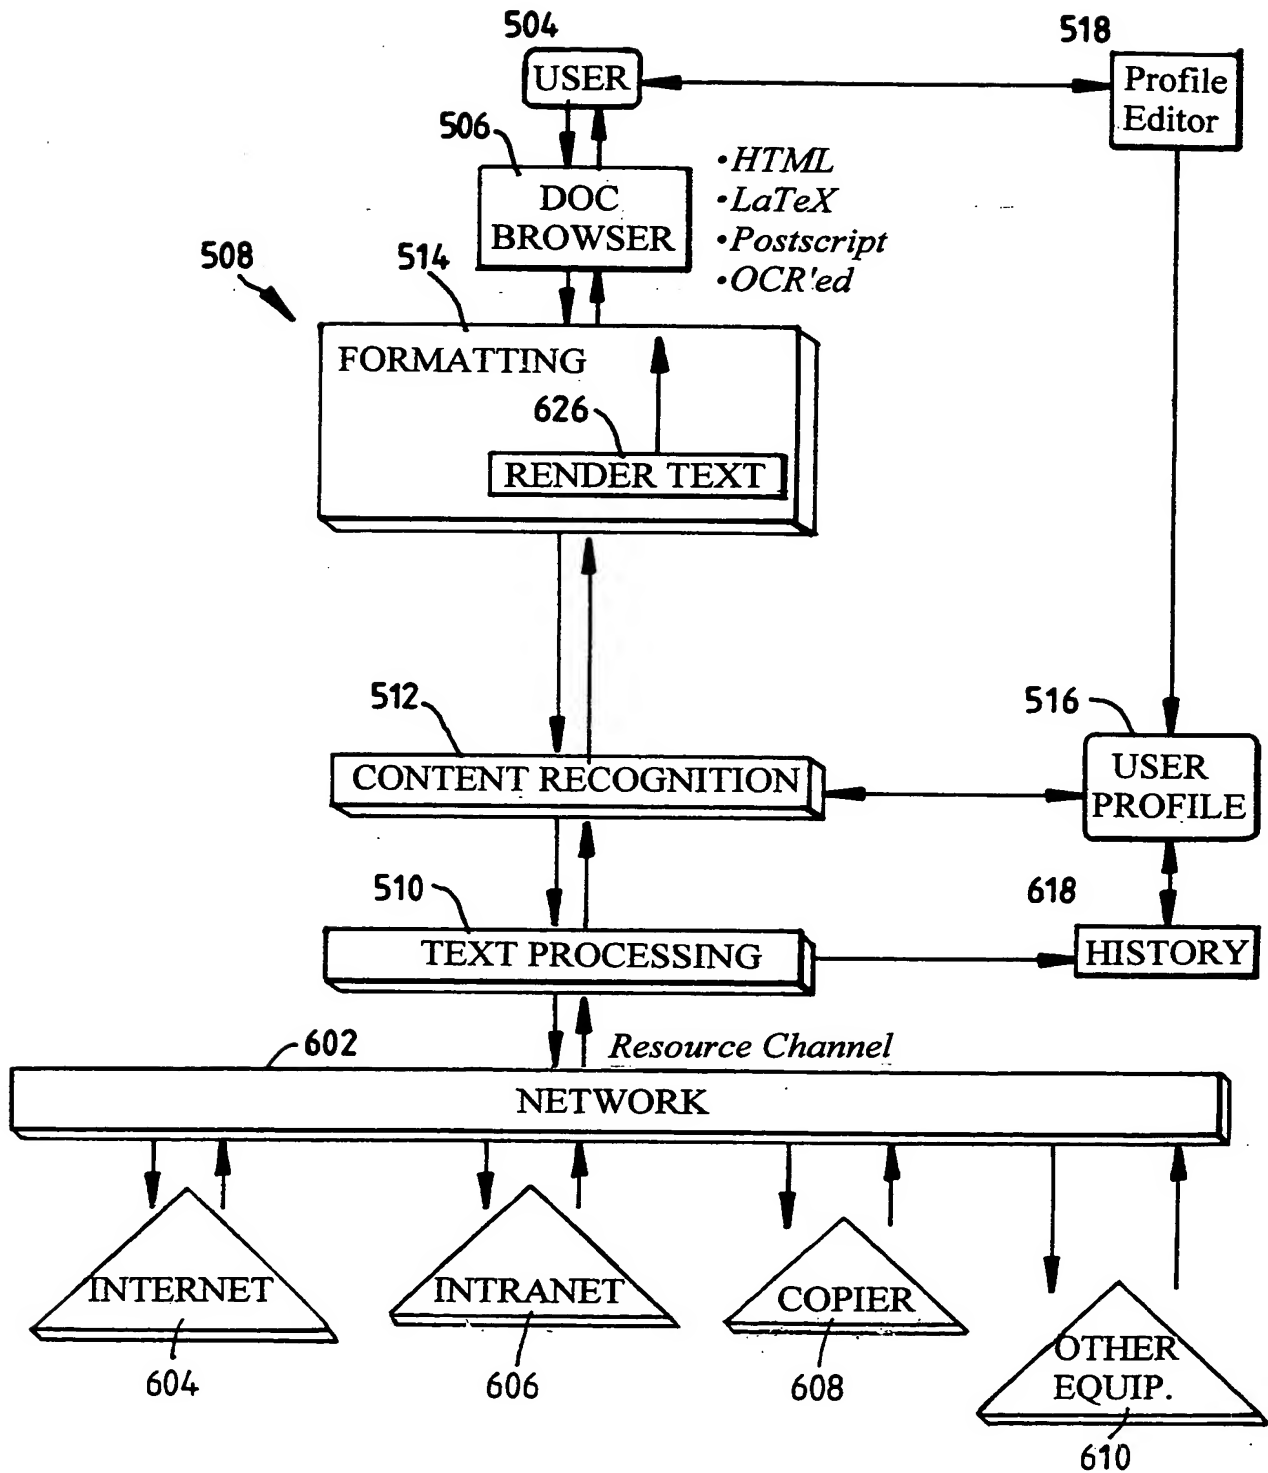 504
518
USER
Profile
Editor
506
•HTML
•LaTeX
•Postscript
•OCR'ed
DOC
BROWSER
508
514
FORMATTING
626
RENDER TEXT
512
516
CONTENT RECOGNITION
USER
PROFILE
510
618
TEXT PROCESSING
HISTORY
602
Resource Channel
NETWORK
INTERNET
INTRANET
COPIER
OTHER
EQUIP.
604
606
608
610